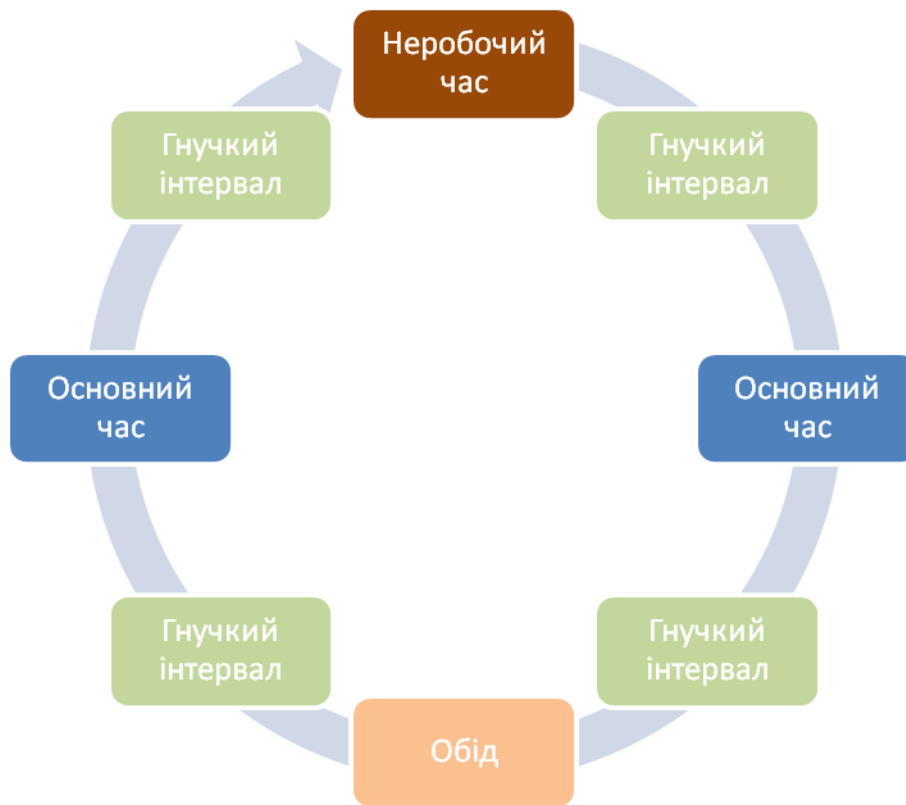 Неробочий
час
Гнучкий
інтервал
Основний
час
Гнучкий
інтервал
Обід
Гнучкий
інтервал
Основний
час
Гнучкий
інтервал